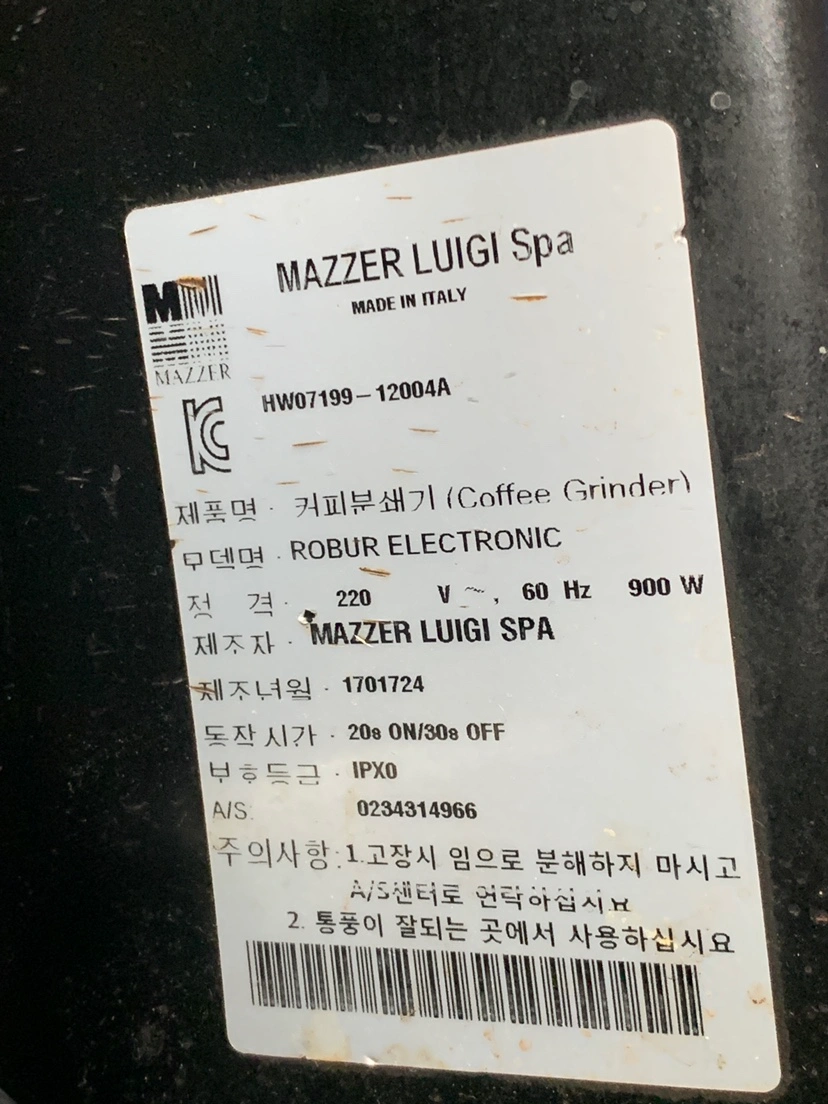 MAZZER LUIGI Spa
MADE IN ITALY
MAZZER
HW07199-12004A
제품명 · 커피분쇄기 (Coffee Grinder)
모델명 · ROBUR ELECTRONIC
정 격 · 220 V ~, 60 Hz 900 W
제조자 · MAZZER LUIGI SPA
제조년월 · 1701724
동작시간 · 20s ON/30s OFF
보호등급 · IPX0
A/S. 0234314966
주의사항: 1.고장시 임으로 분해하지 마시고
A/S센터로 연락하십시요
2. 통풍이 잘되는 곳에서 사용하십시요